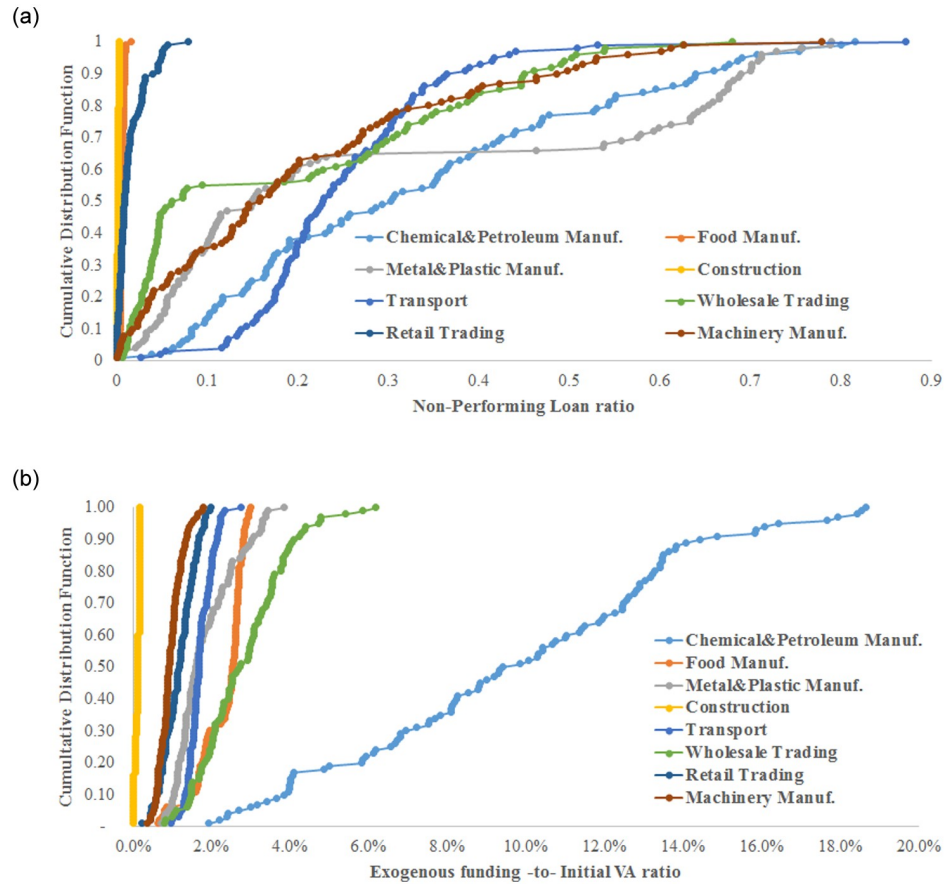 (a)
1
0.9
0.8
0.7
0.6
0.5
0.4
0.3
0.2
0.1
0
Cumulative Distribution Function
Chemical&Petroleum Manuf.
Food Manuf.
Metal&Plastic Manuf.
Construction
Transport
Wholesale Trading
Retail Trading
Machinery Manuf.
0 0.1 0.2 0.3 0.4 0.5 0.6 0.7 0.8 0.9
Non-Performing Loan ratio
(b)
1.00
0.90
0.80
0.70
0.60
0.50
0.40
0.30
0.20
0.10
-
Cumultative Distribution Function
Chemical&Petroleum Manuf.
Food Manuf.
Metal&Plastic Manuf.
Construction
Transport
Wholesale Trading
Retail Trading
Machinery Manuf.
0.0% 2.0% 4.0% 6.0% 8.0% 10.0% 12.0% 14.0% 16.0% 18.0% 20.0%
Exogenous funding -to- Initial VA ratio